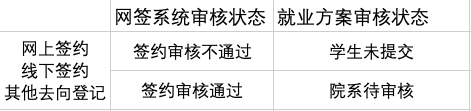 网签系统审核状态 就业方案审核状态
网上签约
线下签约
其他去向登记
签约审核不通过 学生未提交
签约审核通过 院系待审核